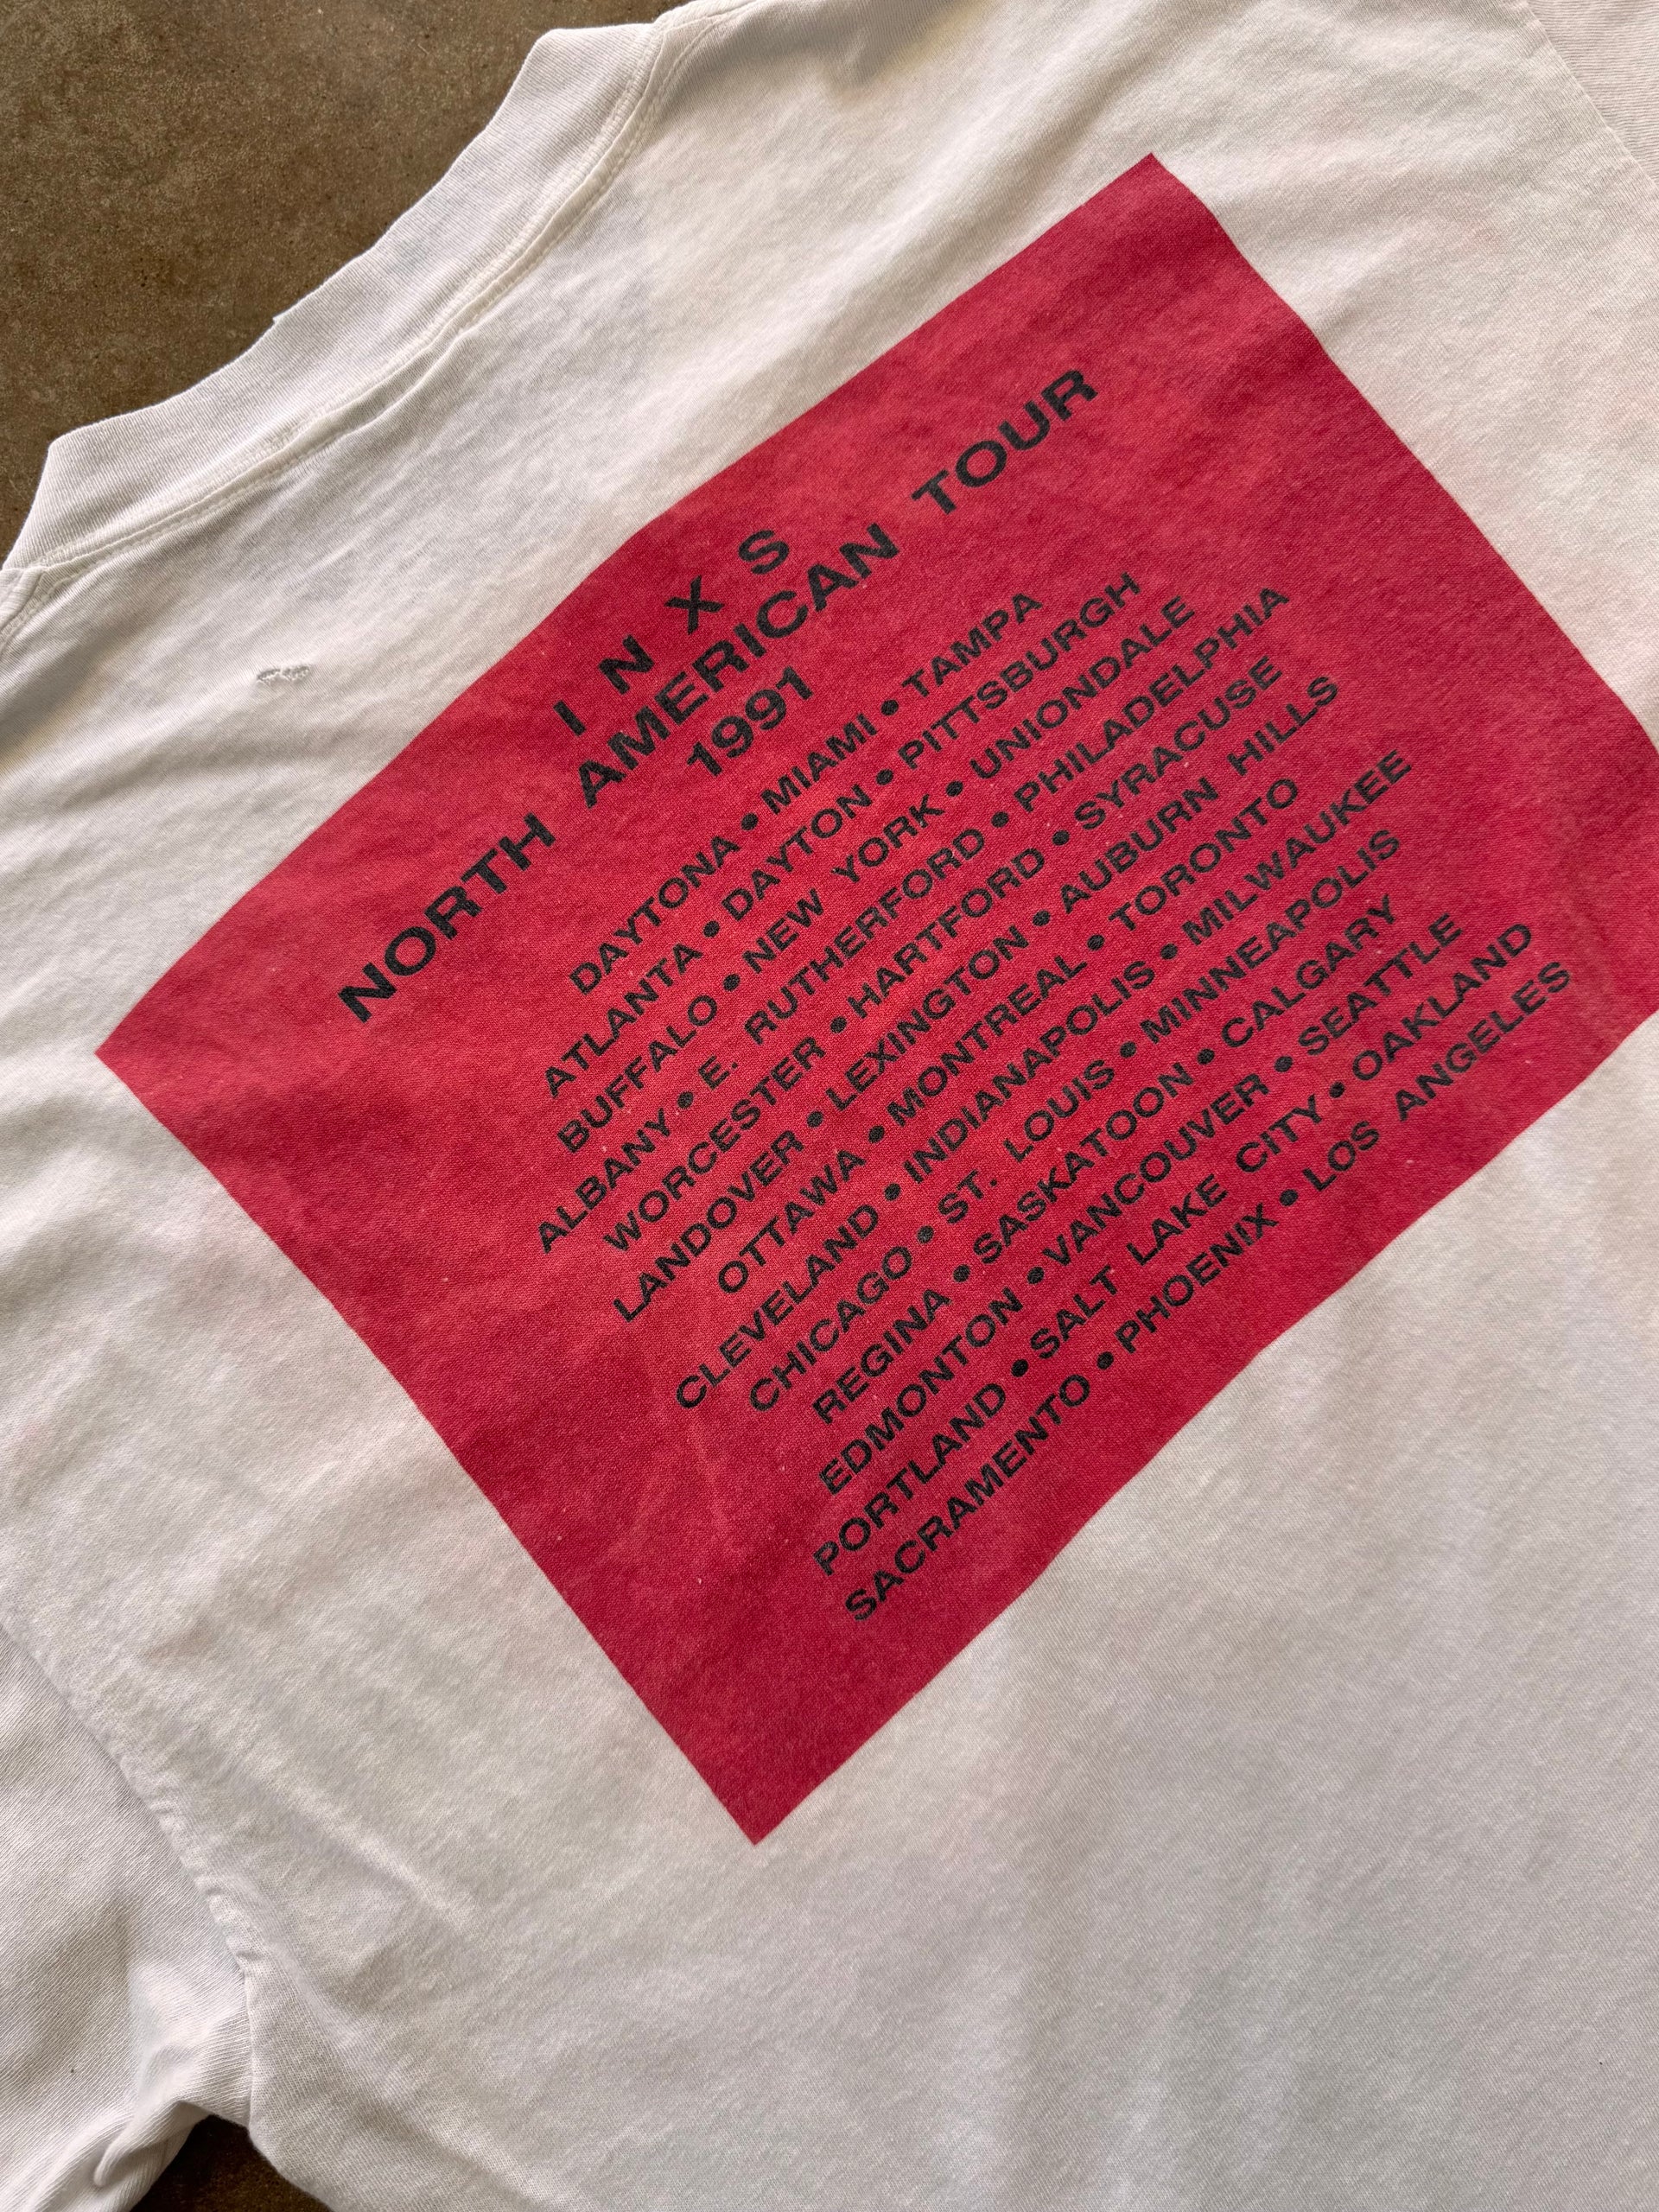 I N X S
NORTH AMERICAN TOUR
1991
DAYTONA • MIAMI • TAMPA
ATLANTA • DAYTON • PITTSBURGH
BUFFALO • NEW YORK • UNIONDALE
ALBANY • E. RUTHERFORD • PHILADELPHIA
WORCESTER • HARTFORD • SYRACUSE
LANDOVER • LEXINGTON • AUBURN HILLS
OTTAWA • MONTREAL • TORONTO
CLEVELAND • INDIANAPOLIS • MILWAUKEE
CHICAGO • ST. LOUIS • MINNEAPOLIS
REGINA • SASKATOON • CALGARY
EDMONTON • VANCOUVER • SEATTLE
PORTLAND • SALT LAKE CITY • OAKLAND
SACRAMENTO • PHOENIX • LOS ANGELES